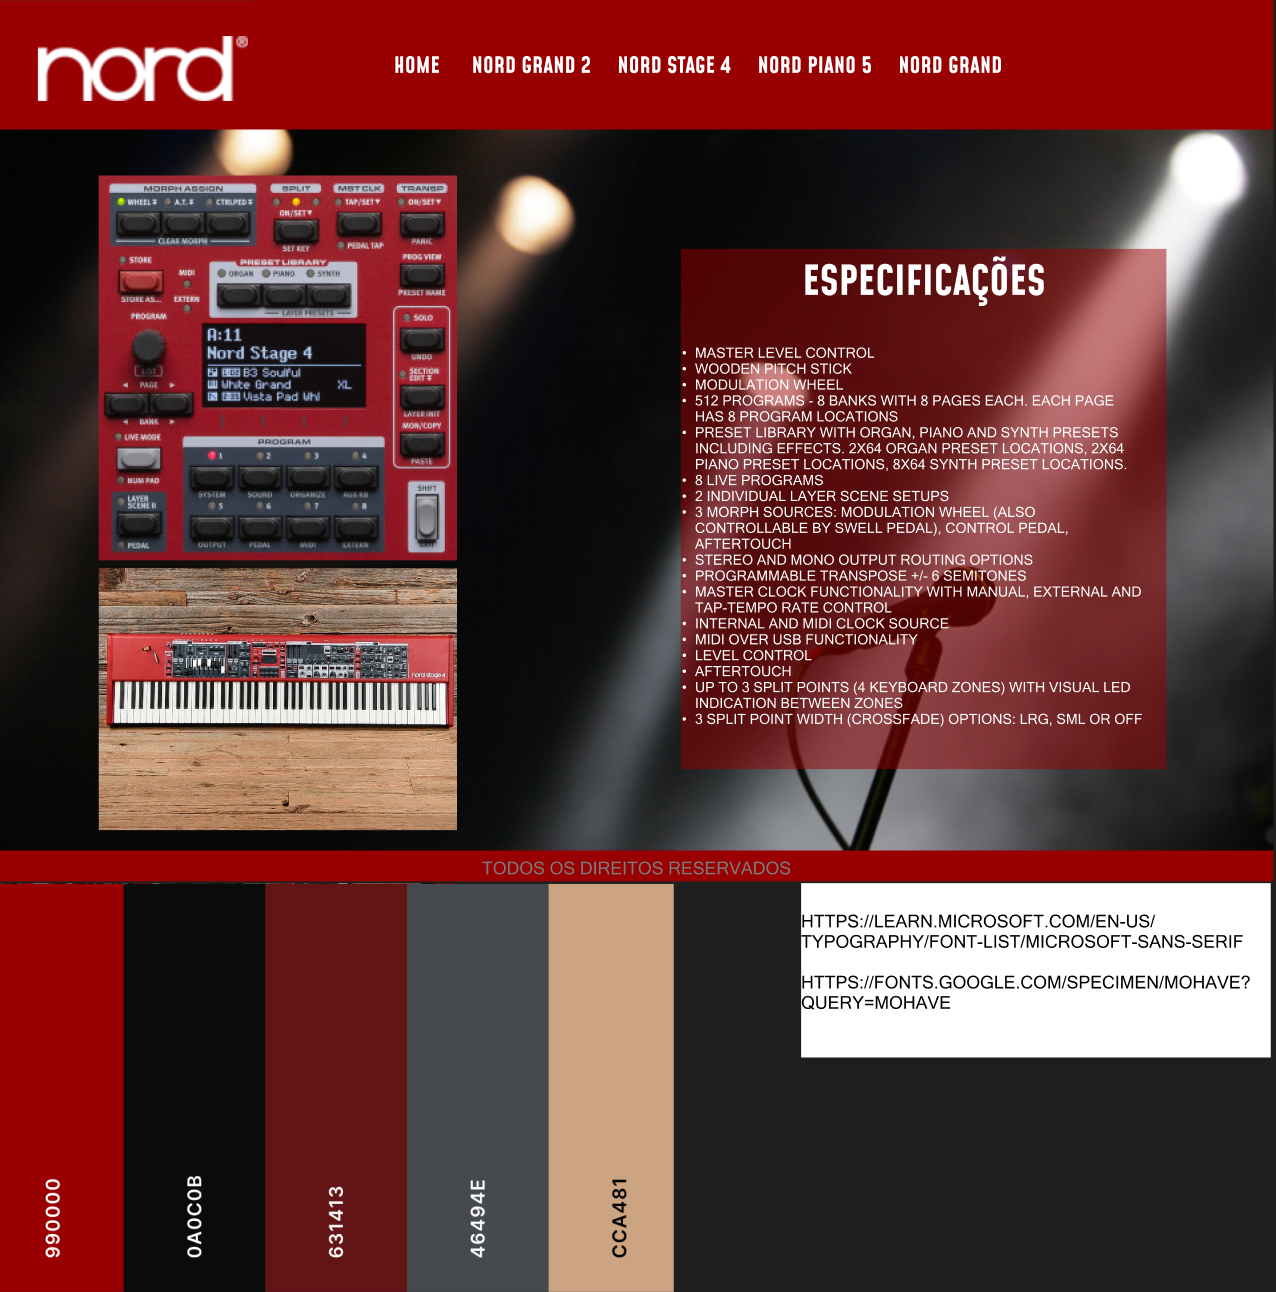 nord®
HOME NORD GRAND 2 NORD STAGE 4 NORD PIANO 5 NORD GRAND
MORPH ASSIGN SPLIT MST CLK TRANSP
WHEEL A.T. CTRLPED ON/SET▼ TAP/SET▼ ON/SET▼
CLEAR MORPH SET KEY PEDAL TAP PANIC
STORE PRESET LIBRARY PROG VIEW
MIDI ORGAN PIANO SYNTH
STORE AS... EXTERN PRESET NAME
PROGRAM LAYER PRESETS SOLO
A:11
Nord Stage 4
UNDO
LIST B3 Soulful SECTION
◄ PAGE ► White Grand XL EDIT
Vista Pad Whl
◄ BANK ► LAYER INIT
LIVE MODE PROGRAM MON/COPY
1 2 3 4 PASTE
NUM PAD
SYSTEM SOUND ORGANIZE AUX KB SHIFT
LAYER
SCENE II
5 6 7 8
PEDAL OUTPUT PEDAL MIDI EXTERN EXIT
nord stage 4
ESPECIFICAÇÕES
• MASTER LEVEL CONTROL
• WOODEN PITCH STICK
• MODULATION WHEEL
• 512 PROGRAMS - 8 BANKS WITH 8 PAGES EACH. EACH PAGE
HAS 8 PROGRAM LOCATIONS
• PRESET LIBRARY WITH ORGAN, PIANO AND SYNTH PRESETS
INCLUDING EFFECTS. 2X64 ORGAN PRESET LOCATIONS, 2X64
PIANO PRESET LOCATIONS, 8X64 SYNTH PRESET LOCATIONS.
• 8 LIVE PROGRAMS
• 2 INDIVIDUAL LAYER SCENE SETUPS
• 3 MORPH SOURCES: MODULATION WHEEL (ALSO
CONTROLLABLE BY SWELL PEDAL), CONTROL PEDAL,
AFTERTOUCH
• STEREO AND MONO OUTPUT ROUTING OPTIONS
• PROGRAMMABLE TRANSPOSE +/- 6 SEMITONES
• MASTER CLOCK FUNCTIONALITY WITH MANUAL, EXTERNAL AND
TAP-TEMPO RATE CONTROL
• INTERNAL AND MIDI CLOCK SOURCE
• MIDI OVER USB FUNCTIONALITY
• LEVEL CONTROL
• AFTERTOUCH
• UP TO 3 SPLIT POINTS (4 KEYBOARD ZONES) WITH VISUAL LED
INDICATION BETWEEN ZONES
• 3 SPLIT POINT WIDTH (CROSSFADE) OPTIONS: LRG, SML OR OFF
TODOS OS DIREITOS RESERVADOS
990000
0A0C0B
631413
46494E
CCA481
HTTPS://LEARN.MICROSOFT.COM/EN-US/
TYPOGRAPHY/FONT-LIST/MICROSOFT-SANS-SERIF
HTTPS://FONTS.GOOGLE.COM/SPECIMEN/MOHAVE?
QUERY=MOHAVE